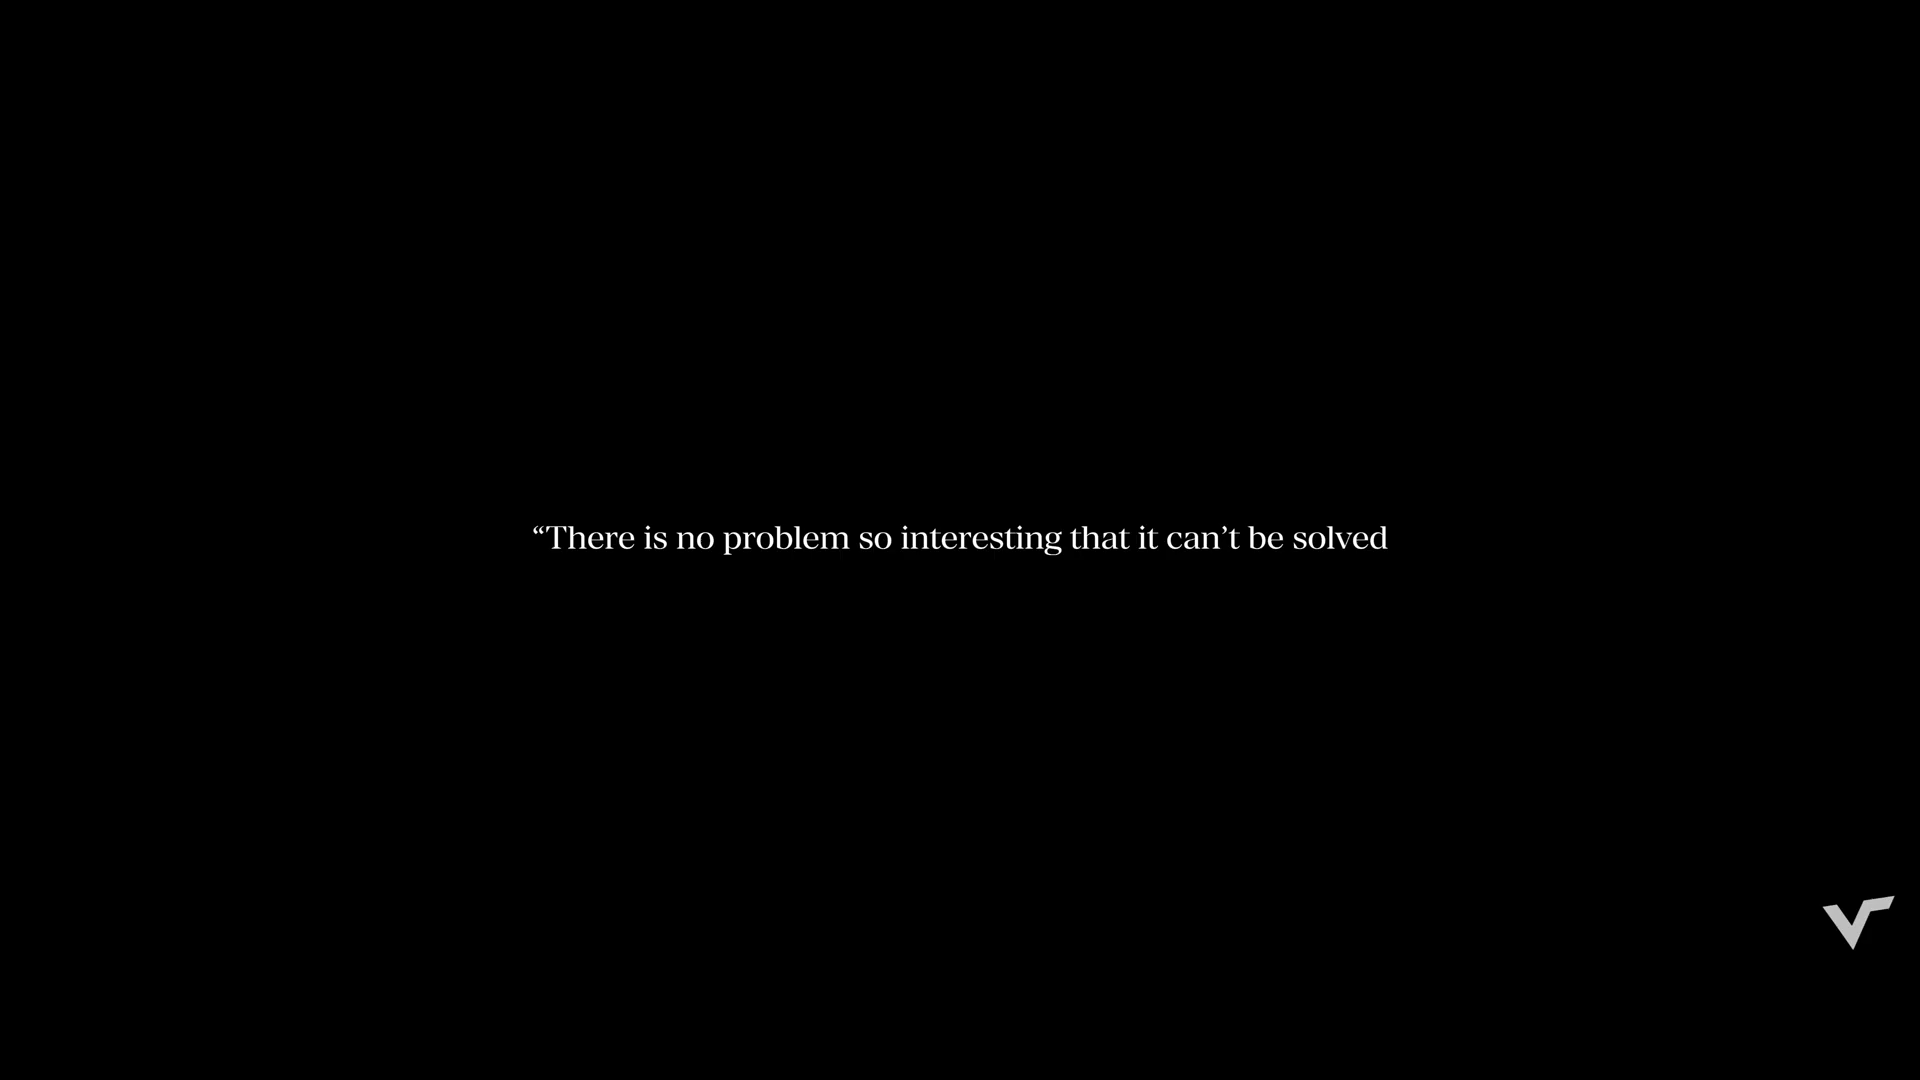 “There is no problem so interesting that it can’t be solved